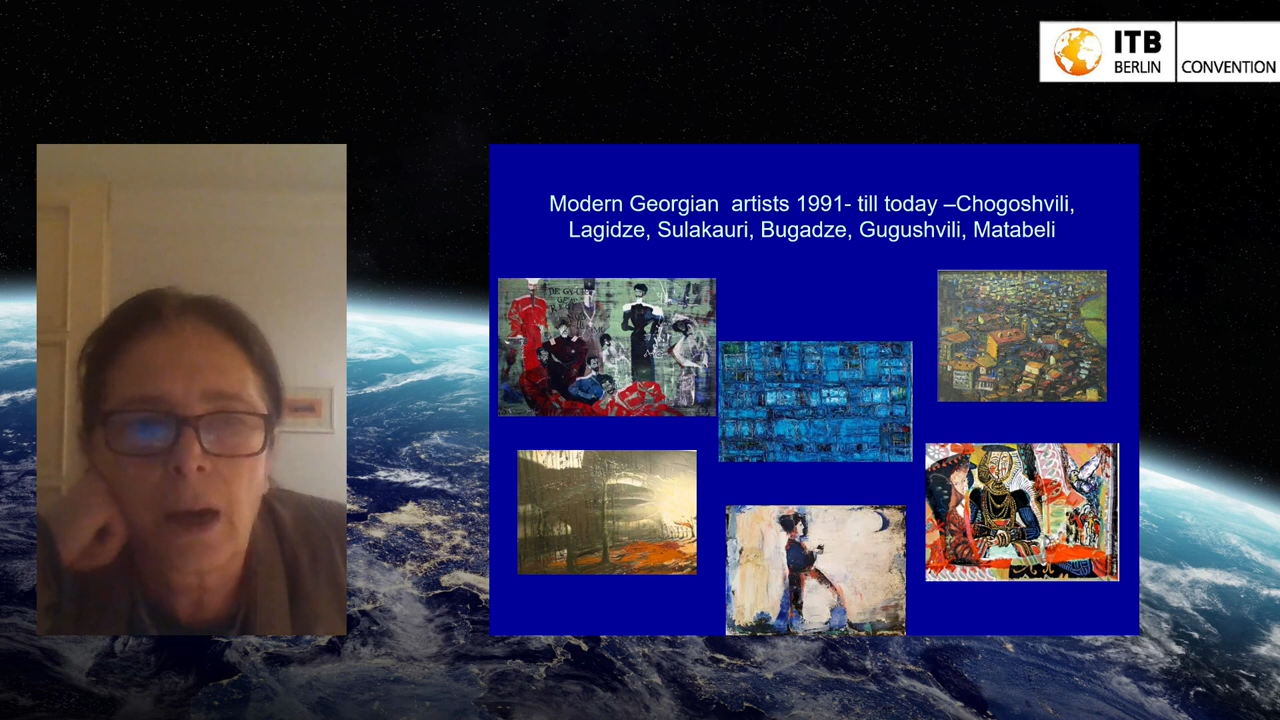 ITB
BERLIN
CONVENTION
Modern Georgian  artists 1991- till today –Chogoshvili,
Lagidze, Sulakauri, Bugadze, Gugushvili, Matabeli